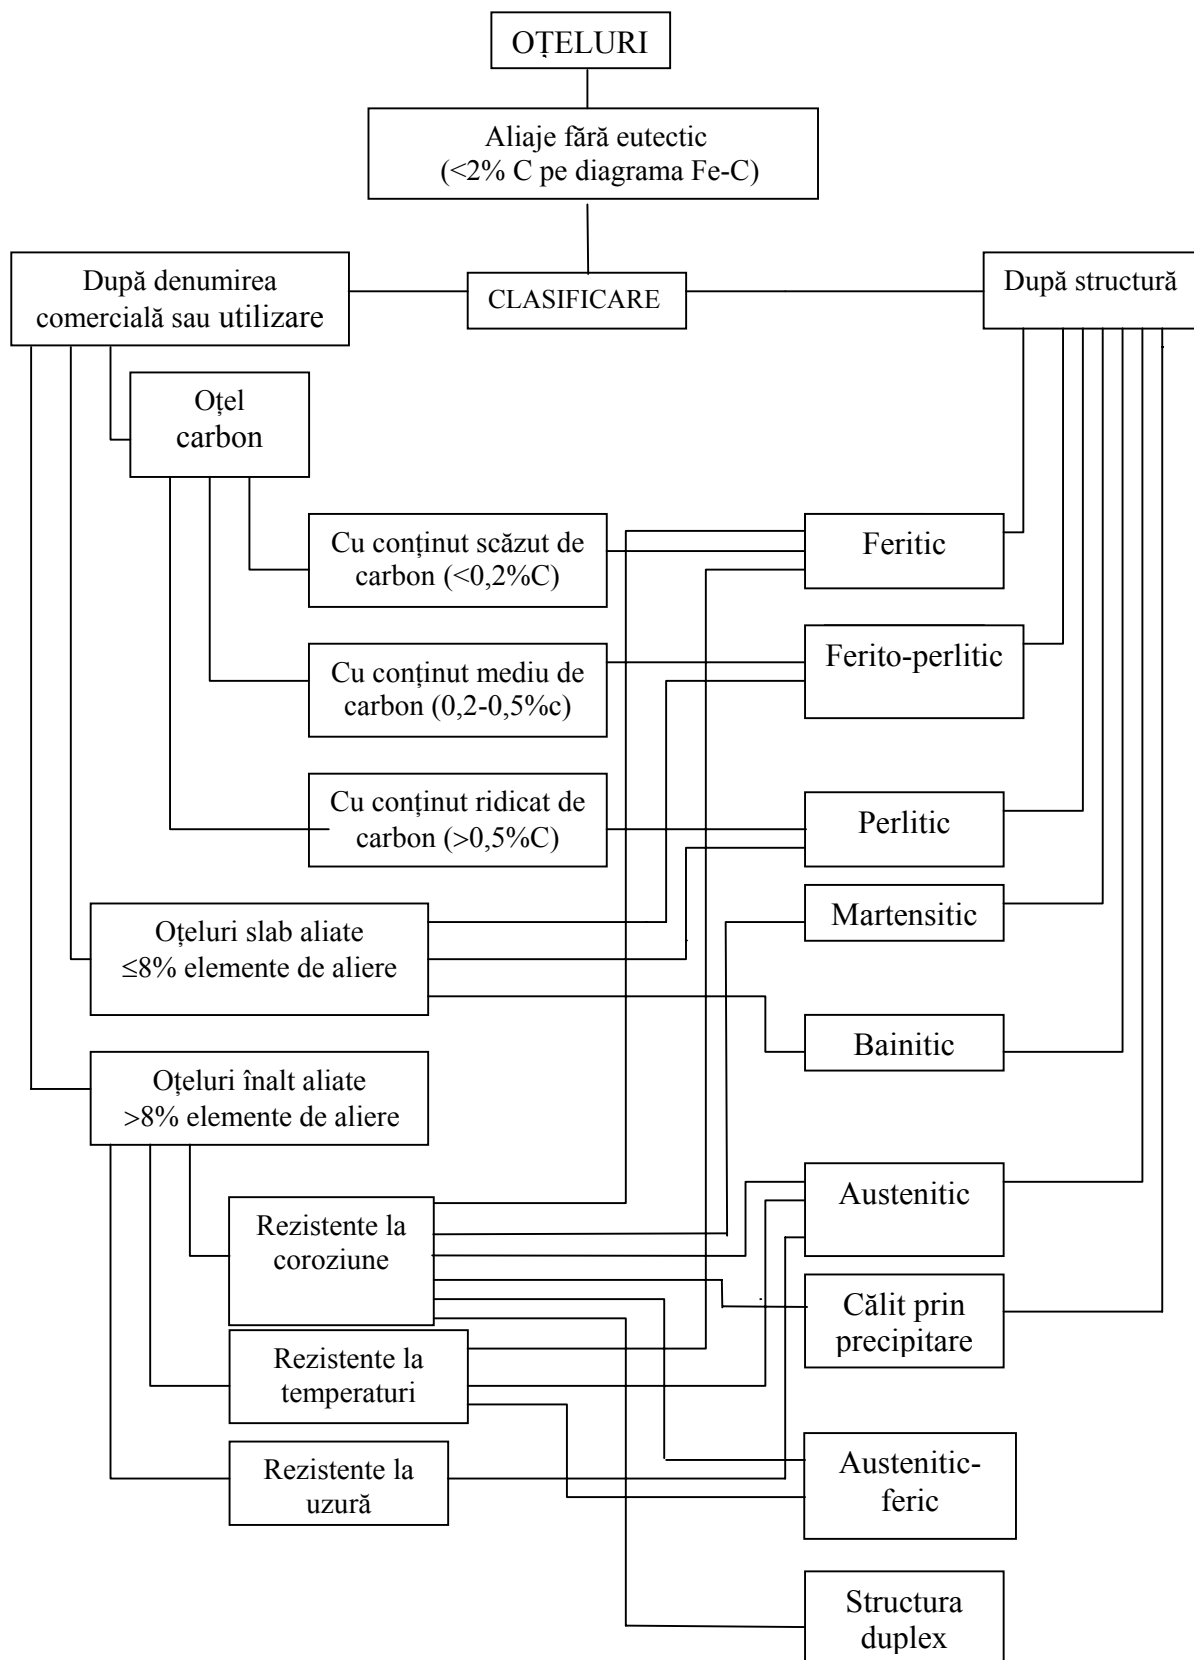 OȚELURI
Aliaje fără eutectic
(<2% C pe diagrama Fe-C)
După denumirea
comercială sau utilizare
CLASIFICARE
După structură
Oțel
carbon
Cu conținut scăzut de
carbon (<0,2%C)
Feritic
Cu conținut mediu de
carbon (0,2-0,5%c)
Ferito-perlitic
Cu conținut ridicat de
carbon (>0,5%C)
Perlitic
Martensitic
Oțeluri slab aliate
≤8% elemente de aliere
Bainitic
Oțeluri înalt aliate
>8% elemente de aliere
Austenitic
Rezistente la
coroziune
Călit prin
precipitare
Rezistente la
temperaturi
Rezistente la
uzură
Austenitic-
feric
Structura
duplex